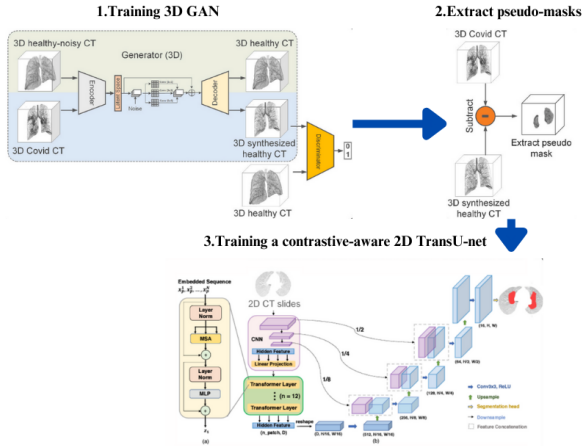 1.Training 3D GAN
2.Extract pseudo-masks
3D healthy-noisy CT
Generator (3D)
3D healthy CT
Encoder
Noise
Decoder
3D Covid CT
3D synthesized
healthy CT
Discriminator
0
1
3D healthy CT
3D Covid CT
Subtract
Extract pseudo
mask
3D synthesized
healthy CT
3.Training a contrastive-aware 2D TransU-net
Embedded Sequence
Layer
Norm
MSA
Layer
Norm
MLP
(a)
2D CT slides
CNN
Hidden Feature
Linear Projection
Transformer Layer
(n = 12)
Transformer Layer
Hidden Feature
(n_patch, D)
reshape
1/2
1/4
1/8
(b)
Conv3x3, ReLU
Upsample
Segmentation head
Downsample
Feature Concatenation